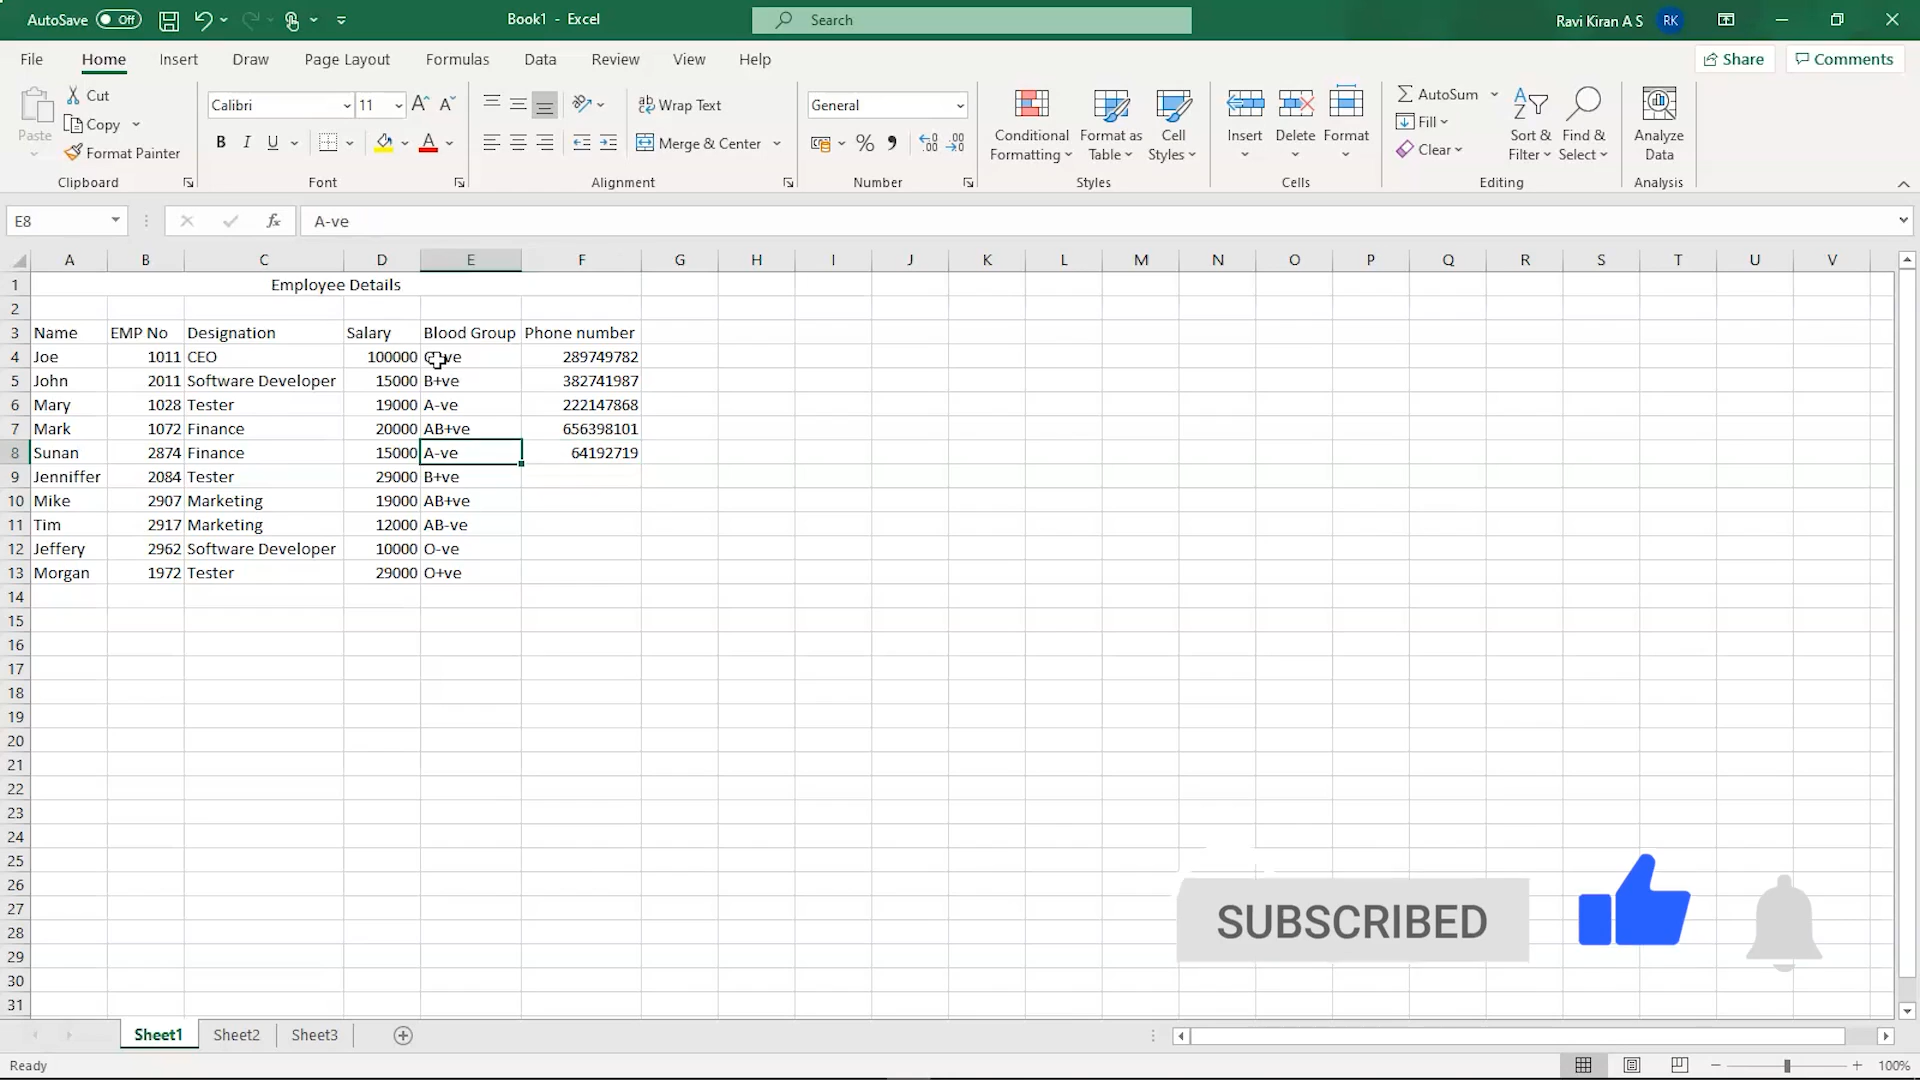 AutoSave Off Book1 - Excel Search Ravi Kiran A S RK
File Home Insert Draw Page Layout Formulas Data Review View Help Share Comments
Paste Cut Copy Format Painter Clipboard
Calibri 11 B I U A Font
ab Wrap Text Merge & Center Alignment
General % Number
Conditional Formatting Format as Table Cell Styles Styles
Insert Delete Format Cells
AutoSum Fill Clear Sort & Filter Find & Select Editing
Analyze Data Analysis
E8 fx A-ve
A B C D E F G H I J K L M N O P Q R S T U V
1 Employee Details
2
3 Name EMP No Designation Salary Blood Group Phone number
4 Joe 1011 CEO 100000 289749782
5 John 2011 Software Developer 15000 B+ve 382741987
6 Mary 1028 Tester 19000 A-ve 222147868
7 Mark 1072 Finance 20000 AB+ve 656398101
8 Sunan 2874 Finance 15000 A-ve 64192719
9 Jenniffer 2084 Tester 29000 B+ve
10 Mike 2907 Marketing 19000 AB+ve
11 Tim 2917 Marketing 12000 AB-ve
12 Jeffery 2962 Software Developer 10000 O-ve
13 Morgan 1972 Tester 29000 O+ve
14
15
16
17
18
19
20
21
22
23
24
25
26
27
28
29
30
31
SUBSCRIBED
Sheet1 Sheet2 Sheet3
Ready 100%